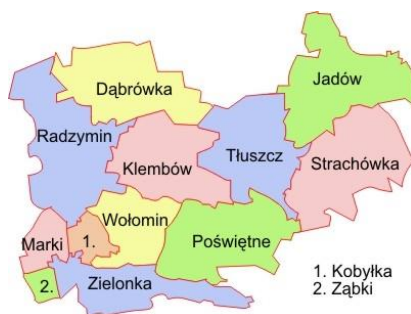 Dąbrówka
Jadów
Radzymin
Klembów
Tłuszcz
Strachówka
Wołomin
Marki
1.
Poświętne
2.
Zielonka
1. Kobyłka
2. Ząbki